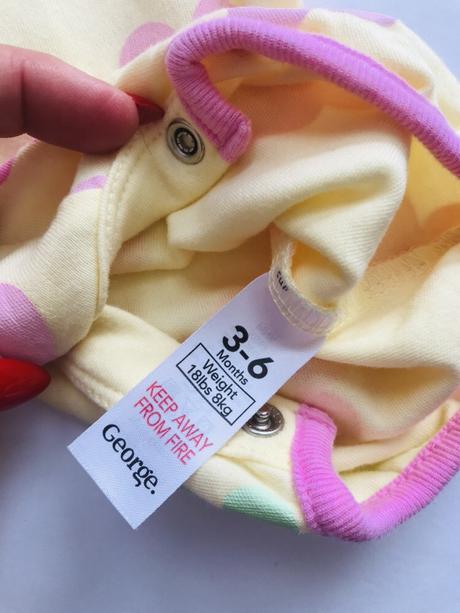 3-6
Months
Weight
18lbs 8kg
KEEP AWAY
FROM FIRE
George.